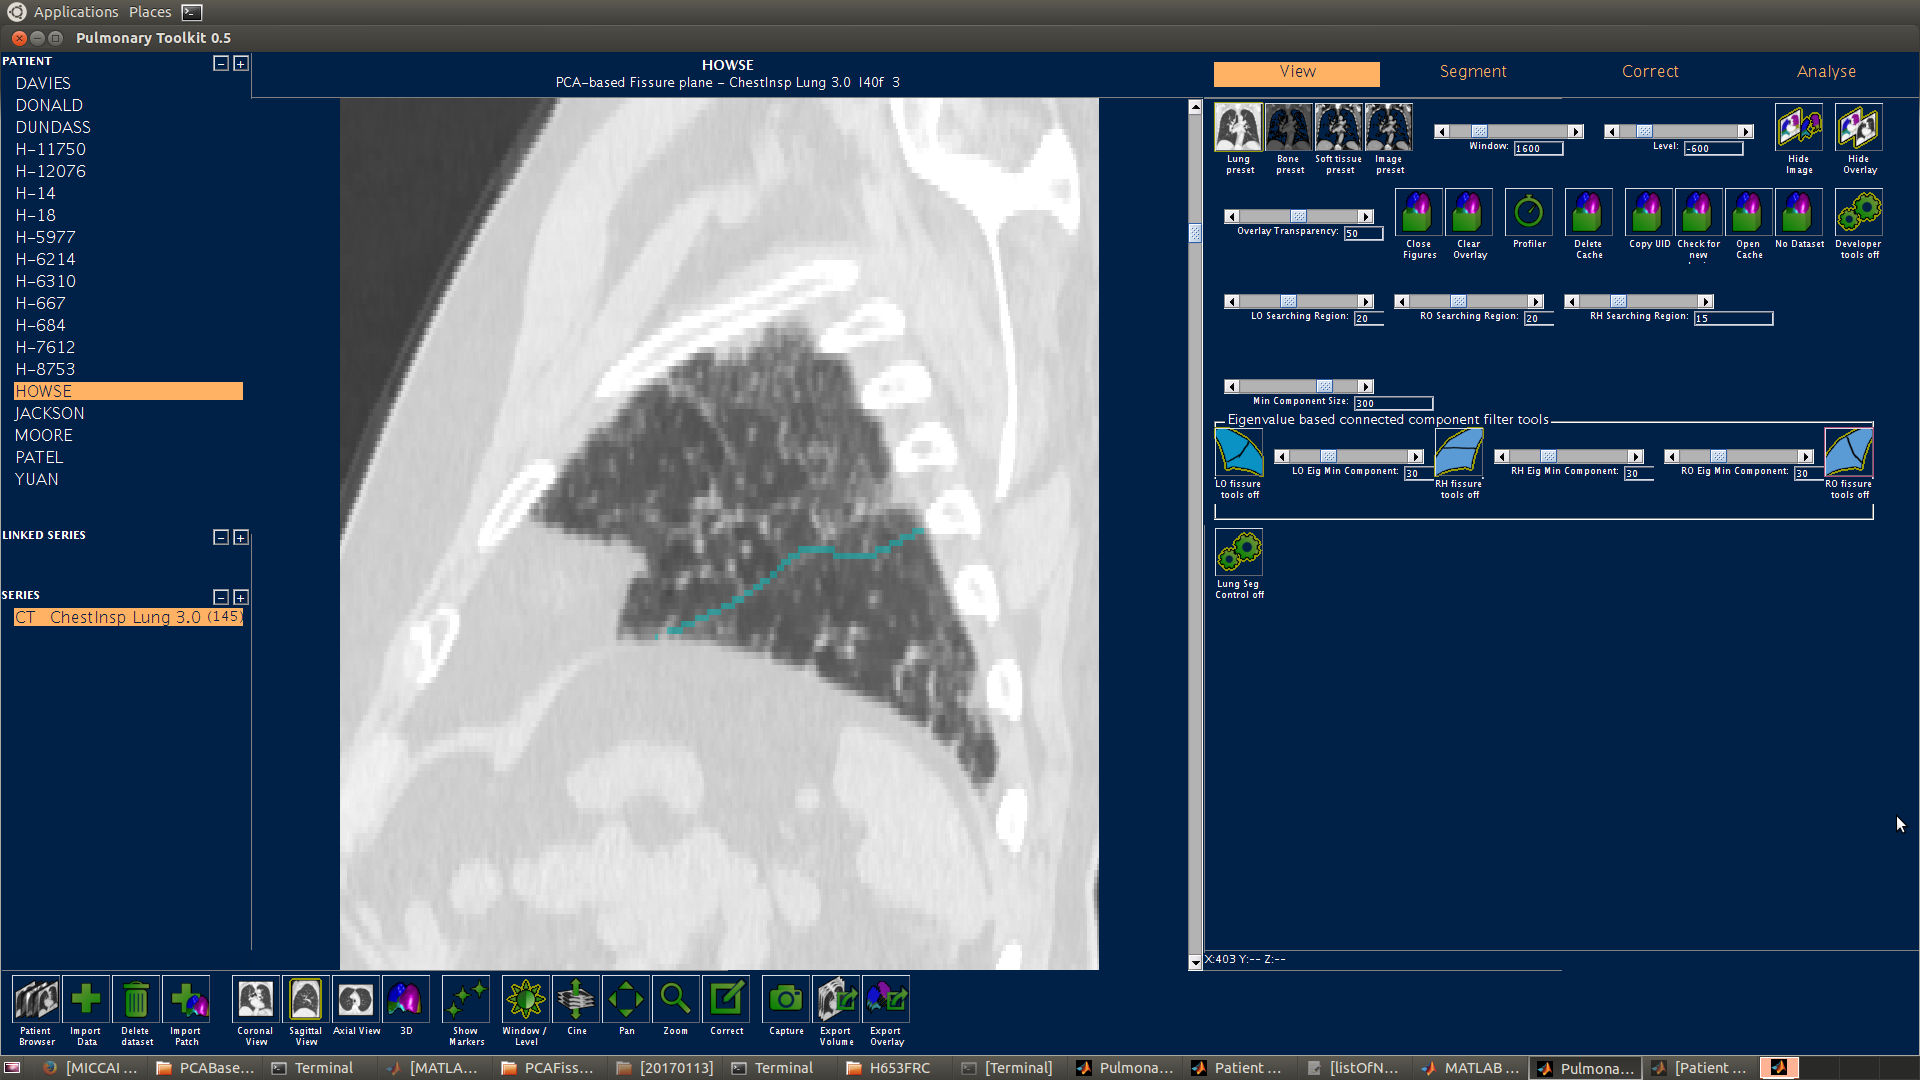 Applications Places
Pulmonary Toolkit 0.5
PATIENT
DAVIES
DONALD
DUNDASS
H-11750
H-12076
H-14
H-18
H-5977
H-6214
H-6310
H-667
H-684
H-7612
H-8753
HOWSE
JACKSON
MOORE
PATEL
YUAN
LINKED SERIES
SERIES
CT ChestInsp Lung 3.0 (145)
HOWSE
PCA-based Fissure plane - ChestInsp Lung 3.0 I40f 3
View Segment Correct Analyse
Lung preset
Bone preset
Soft tissue preset
Image preset
Window: 1600
Level: -600
Hide Image
Hide Overlay
Overlay Transparency: 50
Close Figures
Clear Overlay
Profiler
Delete Cache
Copy UID
Check for new
Open Cache
No Dataset
Developer tools off
LO Searching Region: 20
RO Searching Region: 20
RH Searching Region: 15
Min Component Size: 300
Eigenvalue based connected component filter tools
LO fissure tools off
LO Eig Min Component: 30
RH fissure tools off
RH Eig Min Component: 30
RO Eig Min Component: 30
RO fissure tools off
Lung Seg Control off
X:403 Y:-- Z:--
Patient Browser
Import Data
Delete dataset
Import Patch
Coronal View
Sagittal View
Axial View
3D
Show Markers
Window / Level
Cine
Pan
Zoom
Correct
Capture
Export Volume
Export Overlay
[MICCAI ... PCABase... Terminal [MATLA... PCAFiss... [20170113] Terminal H653FRC [Terminal] Pulmona... Patient ... [listOfN... MATLAB ... Pulmona... [Patient ...